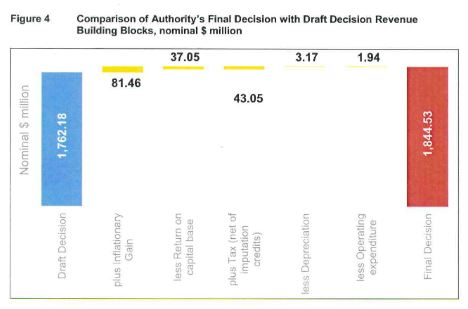 Figure 4 Comparison of Authority's Final Decision with Draft Decision Revenue
Building Blocks, nominal $ million
Nominal $ million
1,762.18
81.46
37.05
43.05
3.17
1.94
1,844.53
Draft Decision
plus Inflationary
Gain
less Return on
capital base
plus Tax (net of
imputation
credits)
less Depreciation
less Operating
expenditure
Final Decision